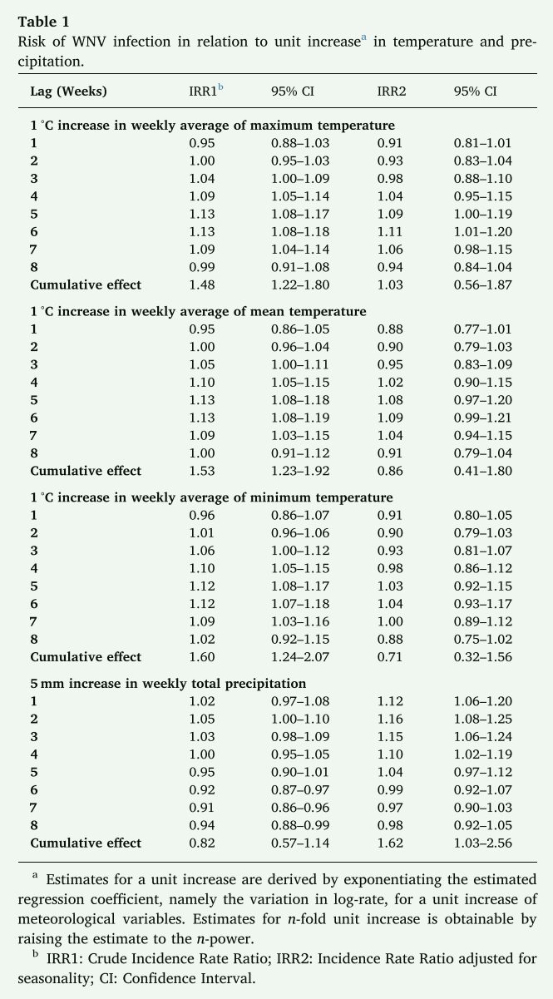 Table 1
Risk of WNV infection in relation to unit increaseᵃ in temperature and pre-
cipitation.
Lag (Weeks) IRR1ᵇ 95% CI IRR2 95% CI
1 °C increase in weekly average of maximum temperature
1 0.95 0.88–1.03 0.91 0.81–1.01
2 1.00 0.95–1.03 0.93 0.83–1.04
3 1.04 1.00–1.09 0.98 0.88–1.10
4 1.09 1.05–1.14 1.04 0.95–1.15
5 1.13 1.08–1.17 1.09 1.00–1.19
6 1.13 1.08–1.18 1.11 1.01–1.20
7 1.09 1.04–1.14 1.06 0.98–1.15
8 0.99 0.91–1.08 0.94 0.84–1.04
Cumulative effect 1.48 1.22–1.80 1.03 0.56–1.87
1 °C increase in weekly average of mean temperature
1 0.95 0.86–1.05 0.88 0.77–1.01
2 1.00 0.96–1.04 0.90 0.79–1.03
3 1.05 1.00–1.11 0.95 0.83–1.09
4 1.10 1.05–1.15 1.02 0.90–1.15
5 1.13 1.08–1.18 1.08 0.97–1.20
6 1.13 1.08–1.19 1.09 0.99–1.21
7 1.09 1.03–1.15 1.04 0.94–1.15
8 1.00 0.91–1.12 0.91 0.79–1.04
Cumulative effect 1.53 1.23–1.92 0.86 0.41–1.80
1 °C increase in weekly average of minimum temperature
1 0.96 0.86–1.07 0.91 0.80–1.05
2 1.01 0.96–1.06 0.90 0.79–1.03
3 1.06 1.00–1.12 0.93 0.81–1.07
4 1.10 1.05–1.15 0.98 0.86–1.12
5 1.12 1.08–1.17 1.03 0.92–1.15
6 1.12 1.07–1.18 1.04 0.93–1.17
7 1.09 1.03–1.16 1.00 0.89–1.12
8 1.02 0.92–1.15 0.88 0.75–1.02
Cumulative effect 1.60 1.24–2.07 0.71 0.32–1.56
5 mm increase in weekly total precipitation
1 1.02 0.97–1.08 1.12 1.06–1.20
2 1.05 1.00–1.10 1.16 1.08–1.25
3 1.03 0.98–1.09 1.15 1.06–1.24
4 1.00 0.95–1.05 1.10 1.02–1.19
5 0.95 0.90–1.01 1.04 0.97–1.12
6 0.92 0.87–0.97 0.99 0.92–1.07
7 0.91 0.86–0.96 0.97 0.90–1.03
8 0.94 0.88–0.99 0.98 0.92–1.05
Cumulative effect 0.82 0.57–1.14 1.62 1.03–2.56
ᵃ Estimates for a unit increase are derived by exponentiating the estimated
regression coefficient, namely the variation in log-rate, for a unit increase of
meteorological variables. Estimates for n-fold unit increase is obtainable by
raising the estimate to the n-power.
ᵇ IRR1: Crude Incidence Rate Ratio; IRR2: Incidence Rate Ratio adjusted for
seasonality; CI: Confidence Interval.